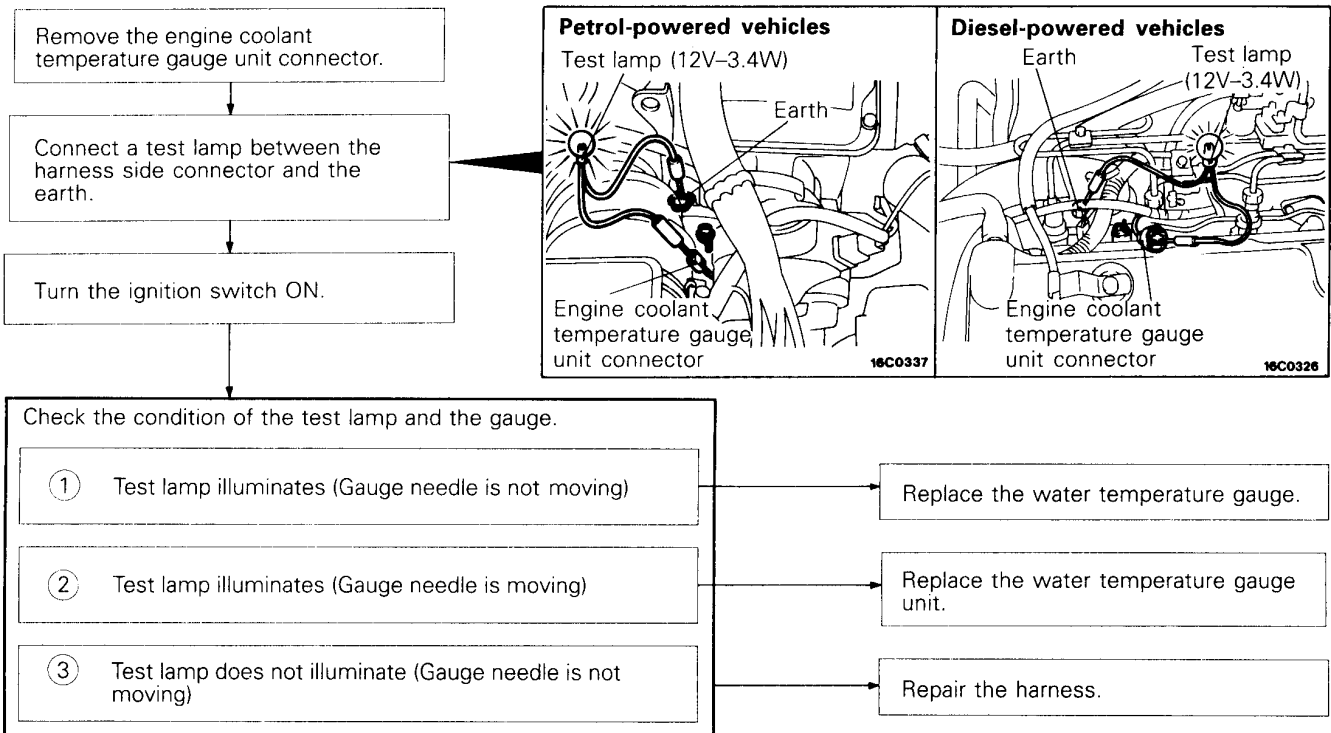 Remove the engine coolant
temperature gauge unit connector.
Connect a test lamp between the
harness side connector and the
earth.
Turn the ignition switch ON.
Petrol-powered vehicles
Test lamp (12V–3.4W)
Earth
Engine coolant
temperature gauge
unit connector
16C0337
Diesel-powered vehicles
Earth
Test lamp
(12V–3.4W)
Engine coolant
temperature gauge
unit connector
16C0326
Check the condition of the test lamp and the gauge.
① Test lamp illuminates (Gauge needle is not moving)
Replace the water temperature gauge.
② Test lamp illuminates (Gauge needle is moving)
Replace the water temperature gauge
unit.
③ Test lamp does not illuminate (Gauge needle is not
moving)
Repair the harness.